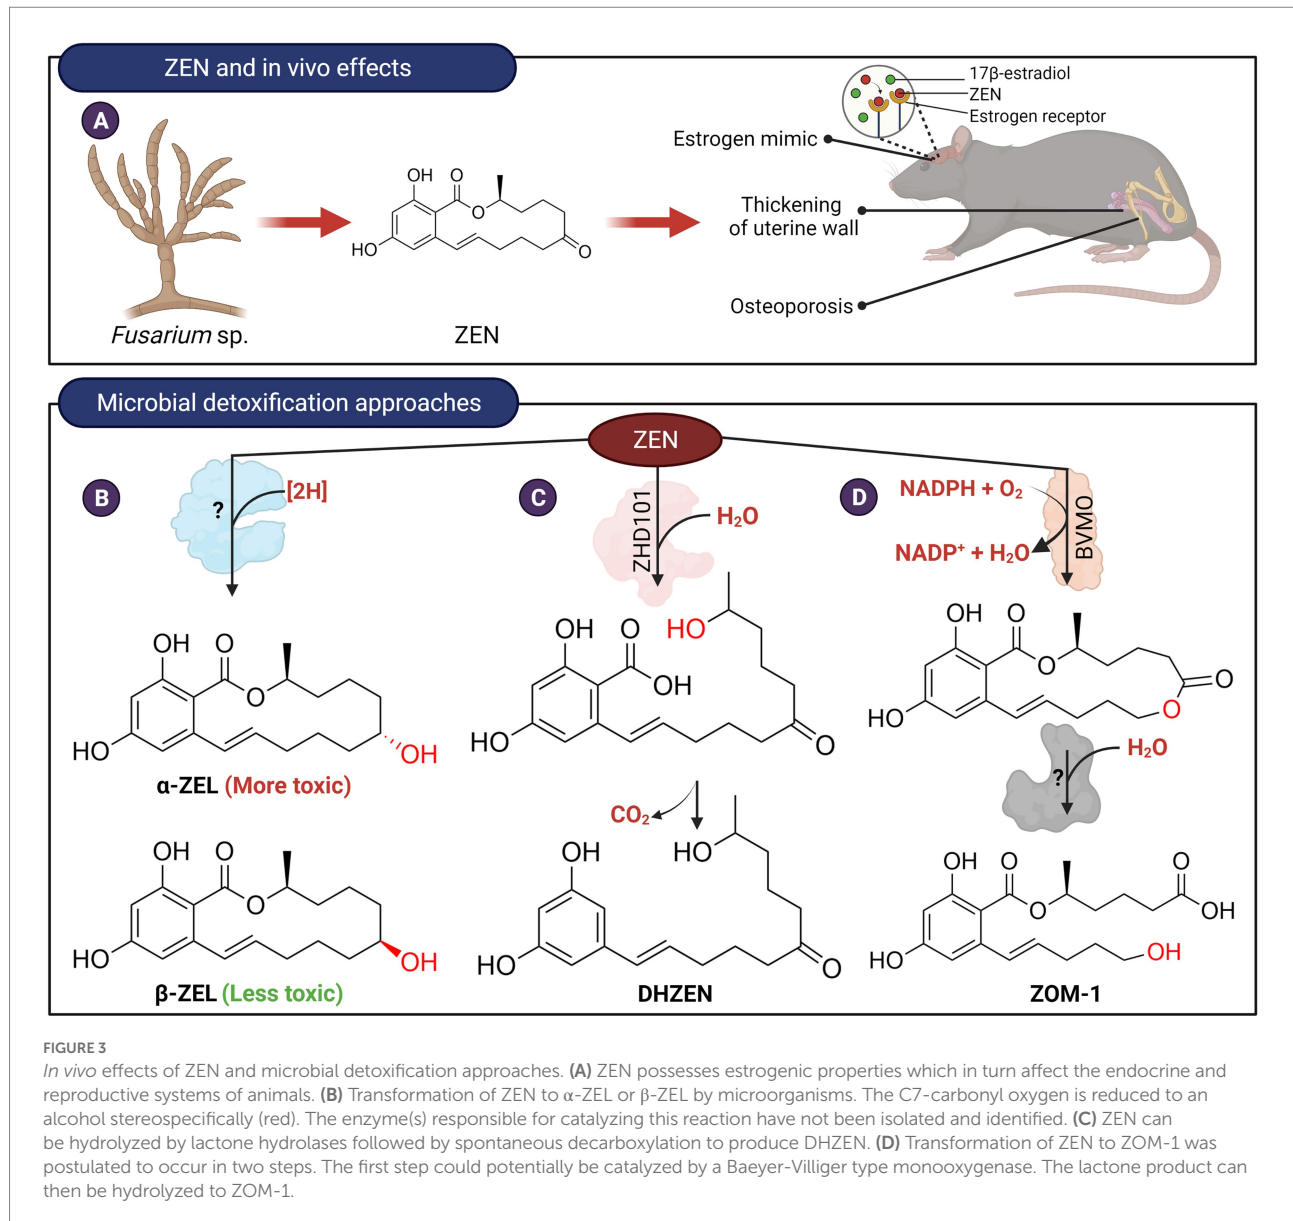 ZEN and in vivo effects
A
Fusarium sp.
OH
O
O
HO
O
ZEN
17β-estradiol
ZEN
Estrogen receptor
Estrogen mimic
Thickening
of uterine wall
Osteoporosis
Microbial detoxification approaches
ZEN
B
?
[2H]
OH
O
O
HO
OH
α-ZEL (More toxic)
OH
O
O
HO
OH
β-ZEL (Less toxic)
C
ZHD101
H₂O
OH
O
HO
OH
HO
O
CO₂
OH
HO
HO
O
DHZEN
D
NADPH + O₂
NADP⁺ + H₂O
BVMO
OH
O
O
O
HO
O
?
H₂O
OH
O
O
O
OH
HO
OH
ZOM-1
FIGURE 3
In vivo effects of ZEN and microbial detoxification approaches. (A) ZEN possesses estrogenic properties which in turn affect the endocrine and
reproductive systems of animals. (B) Transformation of ZEN to α-ZEL or β-ZEL by microorganisms. The C7-carbonyl oxygen is reduced to an
alcohol stereospecifically (red). The enzyme(s) responsible for catalyzing this reaction have not been isolated and identified. (C) ZEN can
be hydrolyzed by lactone hydrolases followed by spontaneous decarboxylation to produce DHZEN. (D) Transformation of ZEN to ZOM-1 was
postulated to occur in two steps. The first step could potentially be catalyzed by a Baeyer-Villiger type monooxygenase. The lactone product can
then be hydrolyzed to ZOM-1.